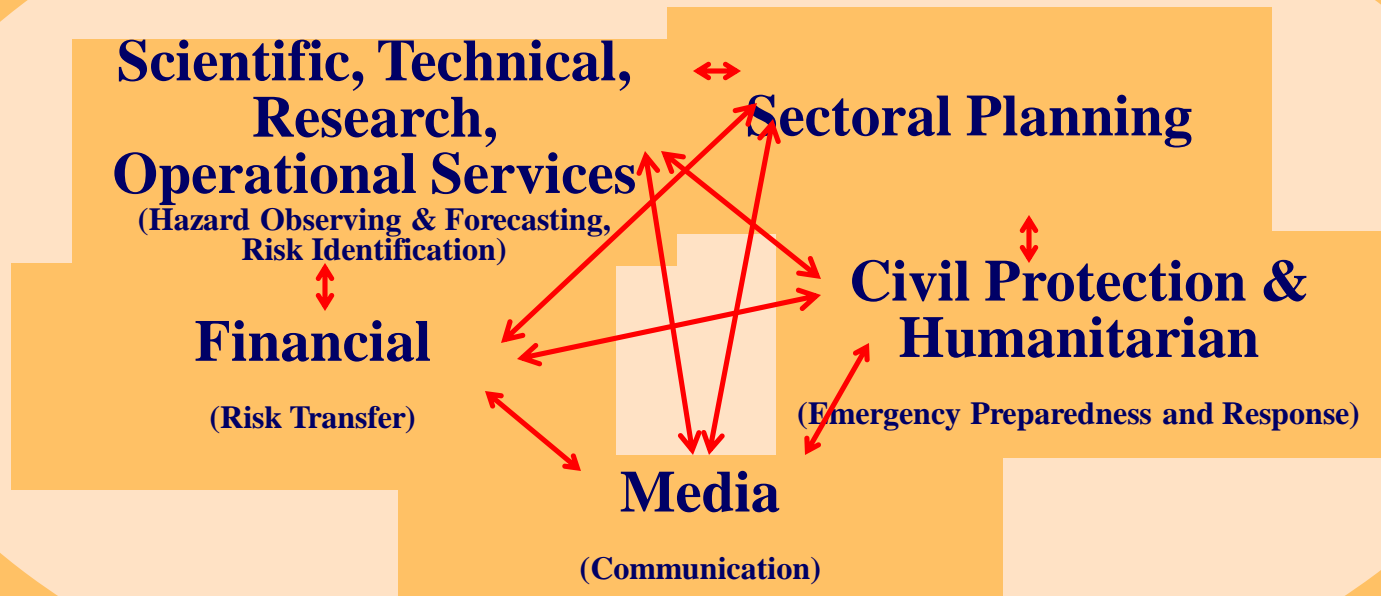 Scientific, Technical,
Research,
Operational Services
(Hazard Observing & Forecasting,
Risk Identification)
Sectoral Planning
Financial
(Risk Transfer)
Civil Protection &
Humanitarian
(Emergency Preparedness and Response)
Media
(Communication)